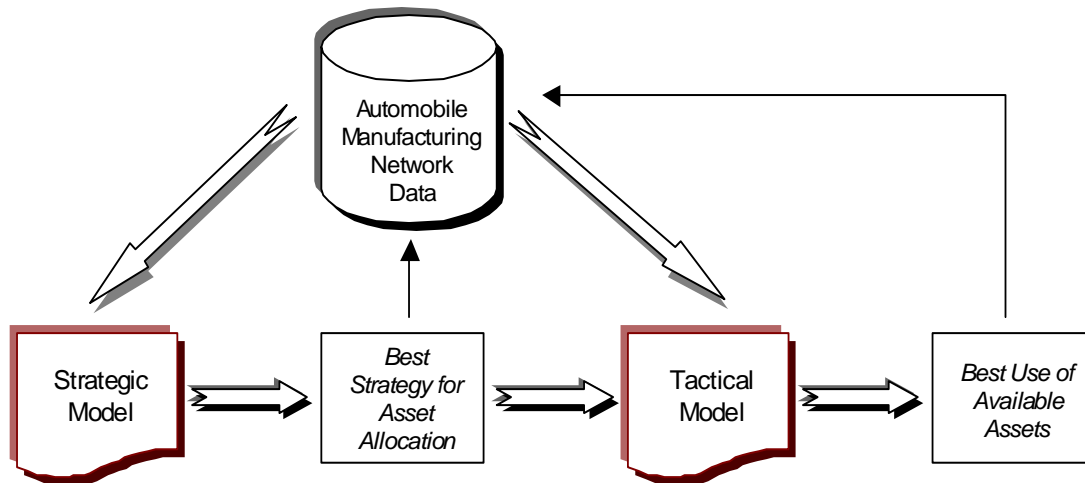 Automobile
Manufacturing
Network
Data
Strategic
Model
Best
Strategy for
Asset
Allocation
Tactical
Model
Best Use of
Available
Assets